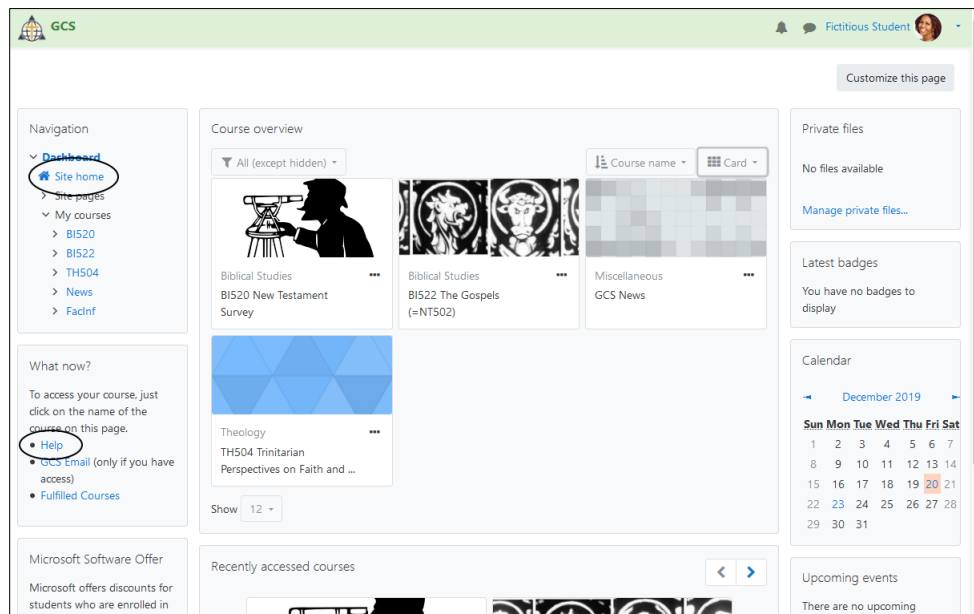 GCS
Fictitious Student
Customize this page
Navigation
Dashboard
Site home
Site pages
My courses
BI520
BI522
TH504
News
FacInf
What now?
To access your course, just
click on the name of the
course on this page.
Help
GCS Email (only if you have
access)
Fulfilled Courses
Microsoft Software Offer
Microsoft offers discounts for
students who are enrolled in
Course overview
All (except hidden)
Course name
Card
Biblical Studies
BI520 New Testament
Survey
Biblical Studies
BI522 The Gospels
(=NT502)
Miscellaneous
GCS News
Theology
TH504 Trinitarian
Perspectives on Faith and ...
Show 12
Recently accessed courses
Private files
No files available
Manage private files...
Latest badges
You have no badges to
display
Calendar
December 2019
Sun Mon Tue Wed Thu Fri Sat
1 2 3 4 5 6 7
8 9 10 11 12 13 14
15 16 17 18 19 20 21
22 23 24 25 26 27 28
29 30 31
Upcoming events
There are no upcoming